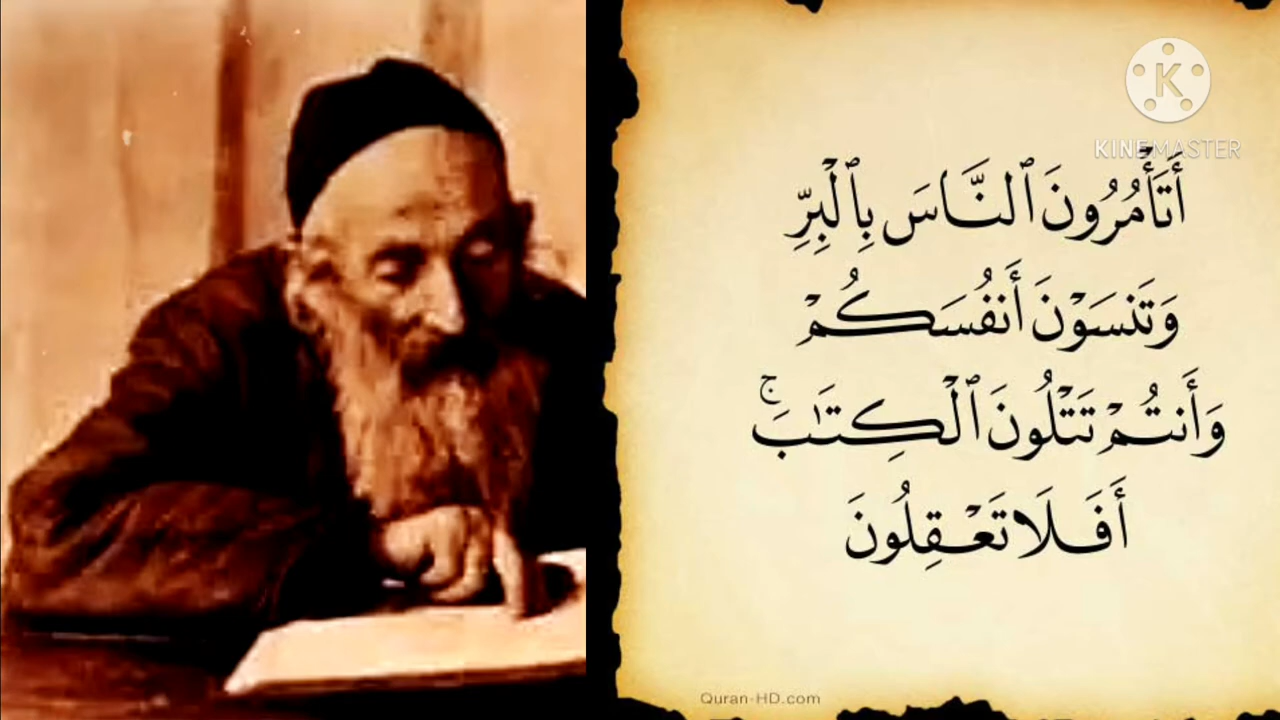 KINEMASTER
أَتَأْمُرُونَ ٱلنَّاسَ بِٱلْبِرِّ
وَتَنسَوْنَ أَنفُسَكُمْ
وَأَنتُمْ تَتْلُونَ ٱلْكِتَـٰبَ ۚ
أَفَلَا تَعْقِلُونَ
Quran-HD.com